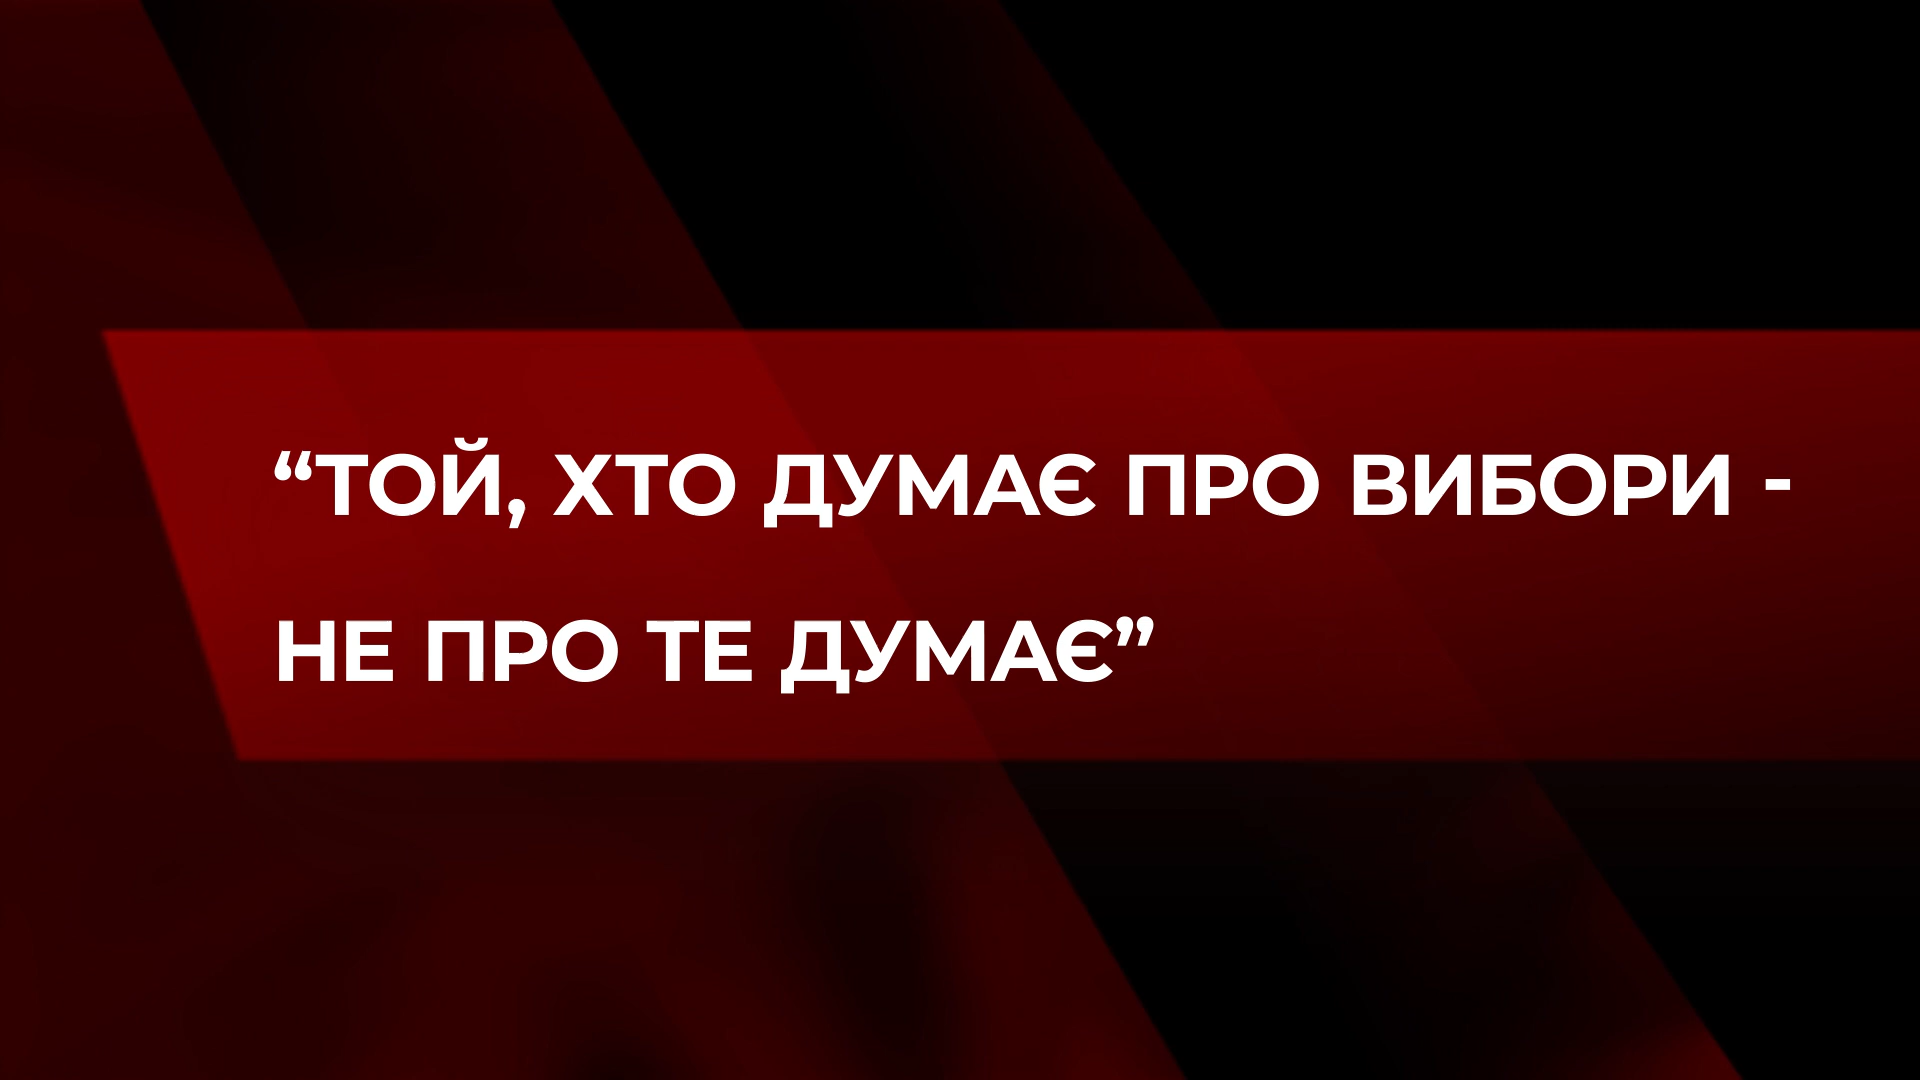 “ТОЙ, ХТО ДУМАЄ ПРО ВИБОРИ -
НЕ ПРО ТЕ ДУМАЄ”